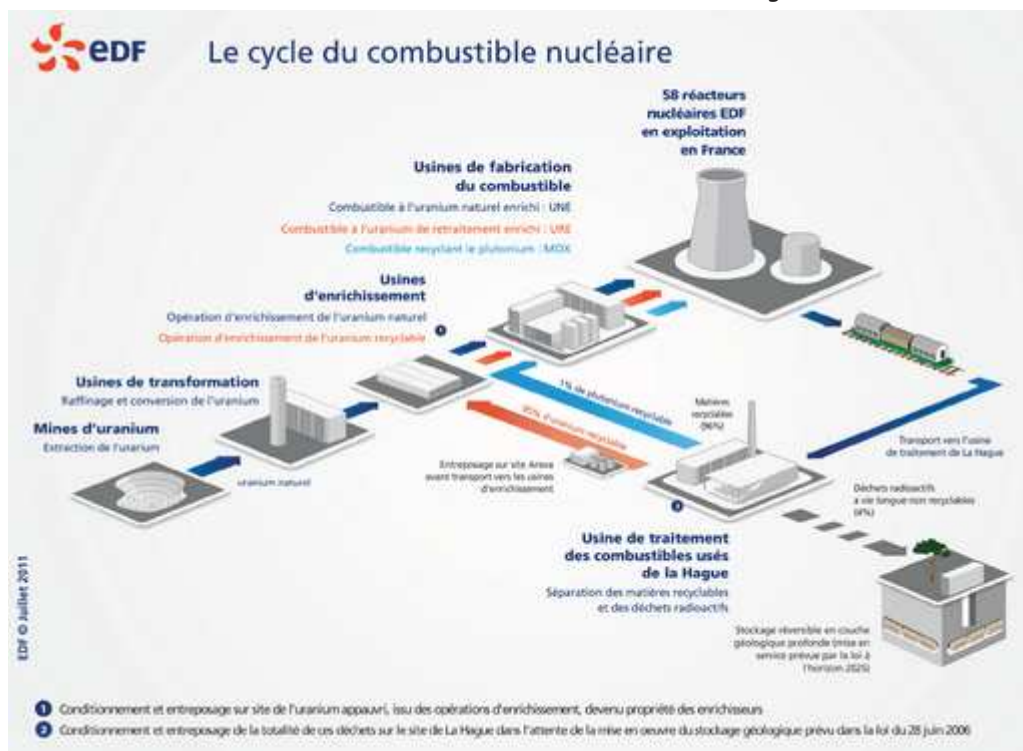 edF
Le cycle du combustible nucléaire
58 réacteurs
nucléaires EDF
en exploitation
en France
Usines de fabrication
du combustible
Combustible à l'uranium naturel enrichi : UNE
Combustible à l'uranium de retraitement enrichi : URE
Combustible recyclant le plutonium : MOX
Usines
d'enrichissement
Opération d'enrichissement de l'uranium naturel
Opération d'enrichissement de l'uranium recyclable
1
Usines de transformation
Raffinage et conversion de l'uranium
Mines d'uranium
Extraction de l'uranium
uranium naturel
1% de plutonium recyclable
95% d'uranium recyclable
Matières
recyclables
(96%)
Entreposage sur site Areva
avant transport vers les usines
d'enrichissement
Transport vers l'usine
de traitement de La Hague
Déchets radioactifs
à vie longue non recyclables
(4%)
2
Usine de traitement
des combustibles usés
de la Hague
Séparation des matières recyclables
et des déchets radioactifs
Stockage réversible en couche
géologique profonde (mise en
service prévue par la loi à
l'horizon 2025)
EDF © Juillet 2011
1 Conditionnement et entreposage sur site de l'uranium appauvri, issu des opérations d'enrichissement, devenu propriété des enrichisseurs
2 Conditionnement et entreposage de la totalité de ces déchets sur le site de La Hague dans l'attente de la mise en oeuvre du stockage géologique prévu dans la loi du 28 juin 2006